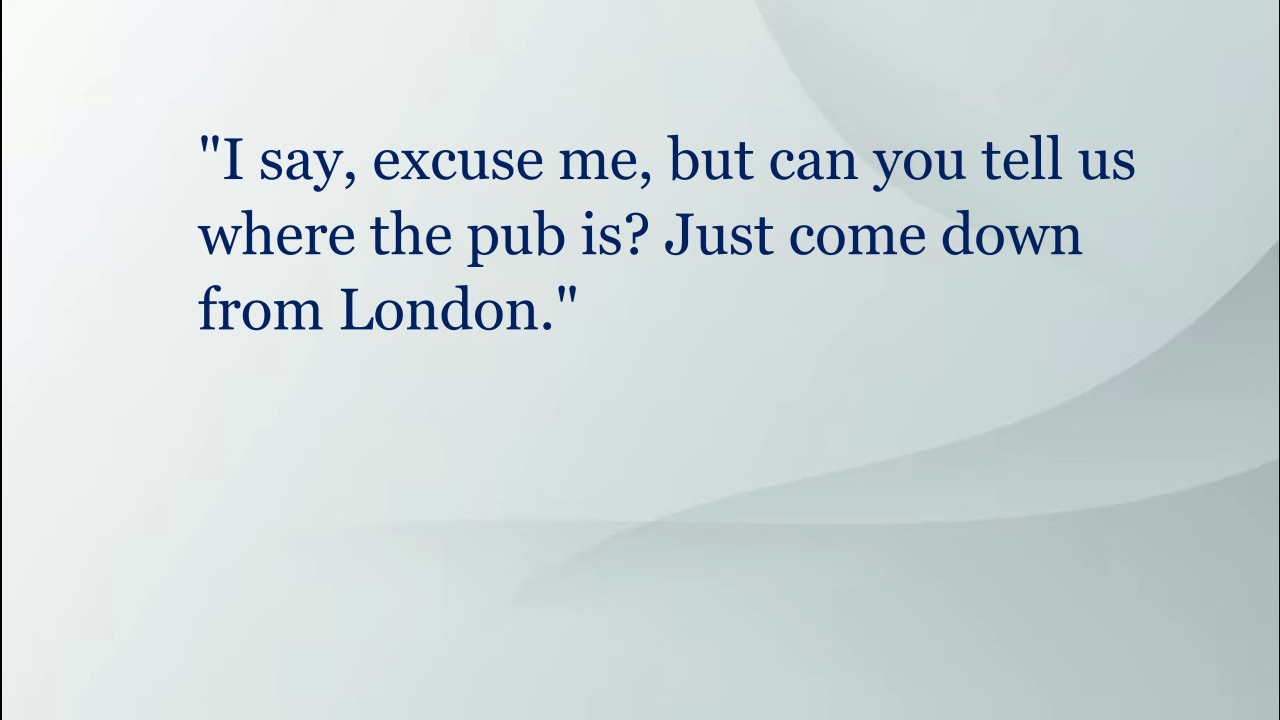 "I say, excuse me, but can you tell us
where the pub is? Just come down
from London."